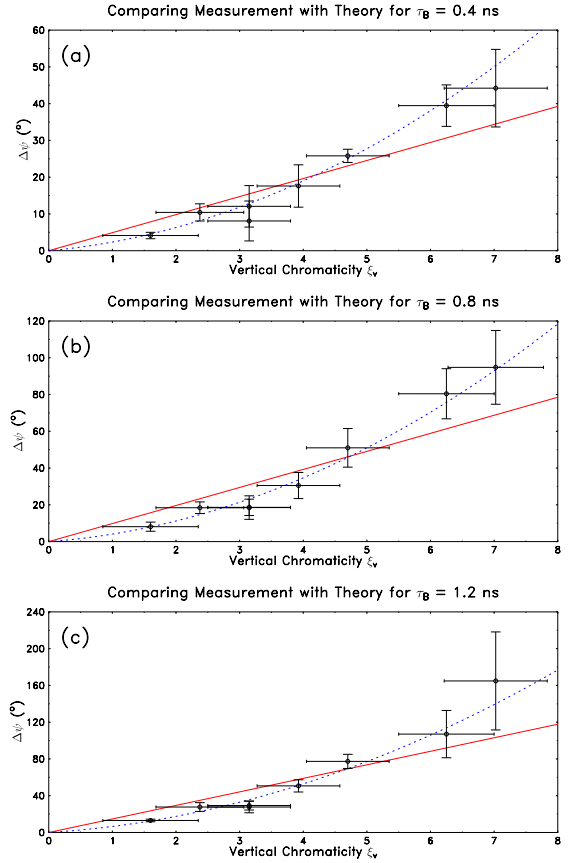 Comparing Measurement with Theory for τB = 0.4 ns
(a)
Δψ (°)
60
50
40
30
20
10
0
0 1 2 3 4 5 6 7 8
Vertical Chromaticity ξv
Comparing Measurement with Theory for τB = 0.8 ns
(b)
Δψ (°)
120
100
80
60
40
20
0
0 1 2 3 4 5 6 7 8
Vertical Chromaticity ξv
Comparing Measurement with Theory for τB = 1.2 ns
(c)
Δψ (°)
240
200
160
120
80
40
0
0 1 2 3 4 5 6 7 8
Vertical Chromaticity ξv